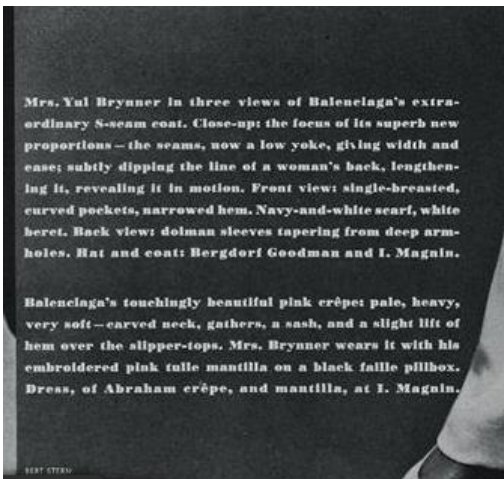 Mrs. Yul Brynner in three views of Balenciaga's extra-
ordinary S-seam coat. Close-up: the focus of its superb new
proportions—the seams, now a low yoke, giving width and
ease; subtly dipping the line of a woman's back, lengthen-
ing it, revealing it in motion. Front view: single-breasted,
curved pockets, narrowed hem. Navy-and-white scarf, white
beret. Back view: dolman sleeves tapering from deep arm-
holes. Hat and coat: Bergdorf Goodman and I. Magnin.
Balenciaga's touchingly beautiful pink crêpe: pale, heavy,
very soft—carved neck, gathers, a sash, and a slight lift of
hem over the slipper-tops. Mrs. Brynner wears it with his
embroidered pink tulle mantilla on a black faille pillbox.
Dress, of Abraham crêpe, and mantilla, at I. Magnin.
BERT STERN